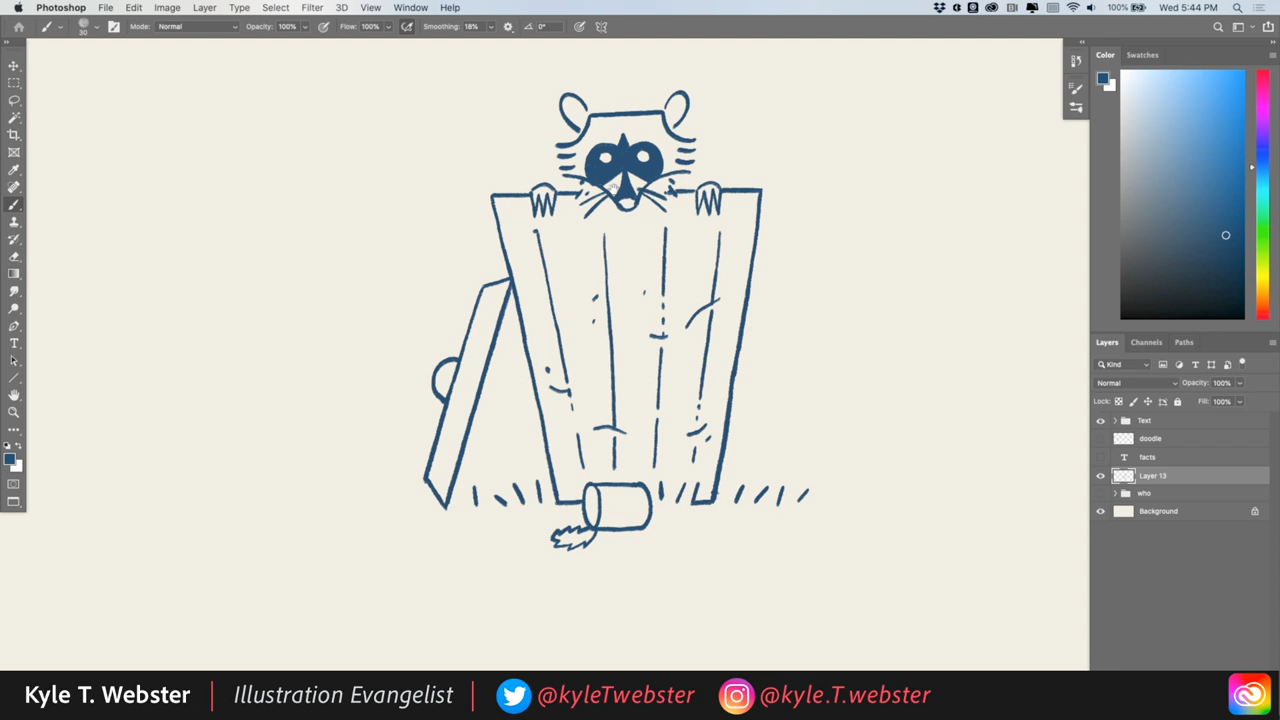 Photoshop File Edit Image Layer Type Select Filter 3D View Window Help
100% Wed 5:44 PM
30 Mode: Normal Opacity: 100% Flow: 100% Smoothing: 18% 0°
Color Swatches
Layers Channels Paths
Kind
Normal Opacity: 100%
Lock: Fill: 100%
Text
doodle
T facts
Layer 13
who
Background
Kyle T. Webster | Illustration Evangelist @kyleTwebster @kyle.T.webster